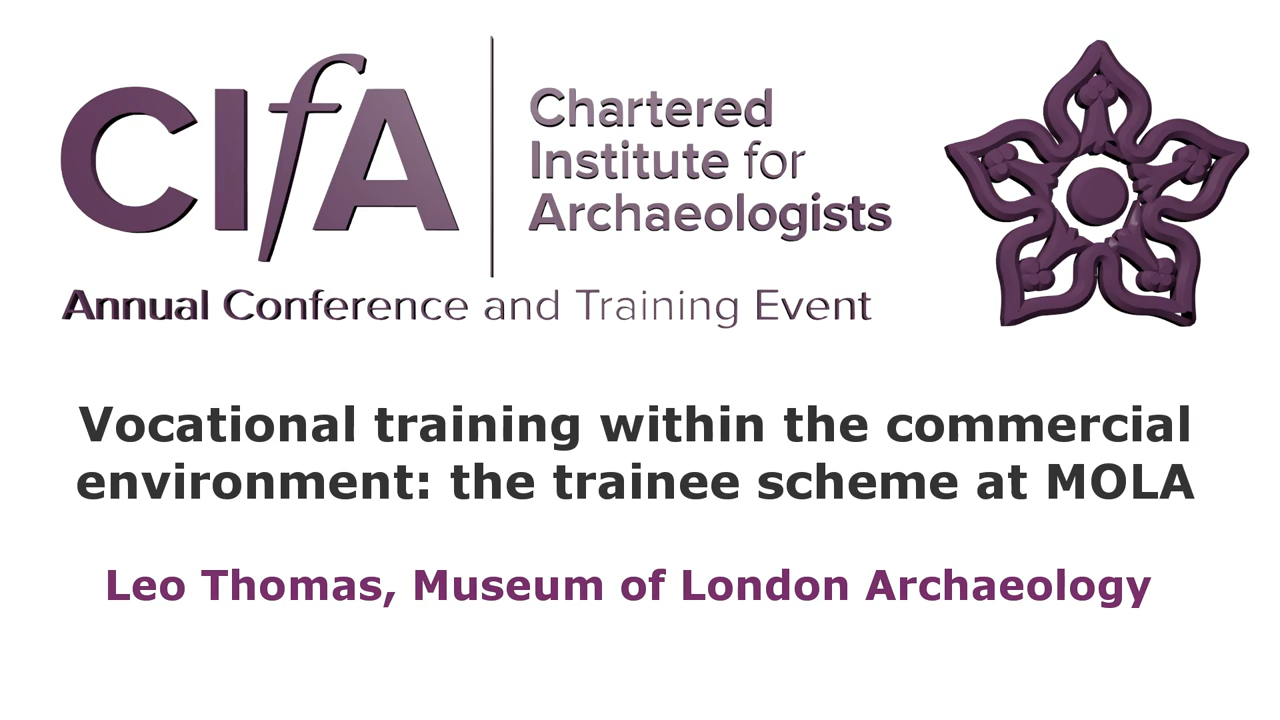 CIfA
Chartered
Institute for
Archaeologists
Annual Conference and Training Event
Vocational training within the commercial
environment: the trainee scheme at MOLA
Leo Thomas, Museum of London Archaeology